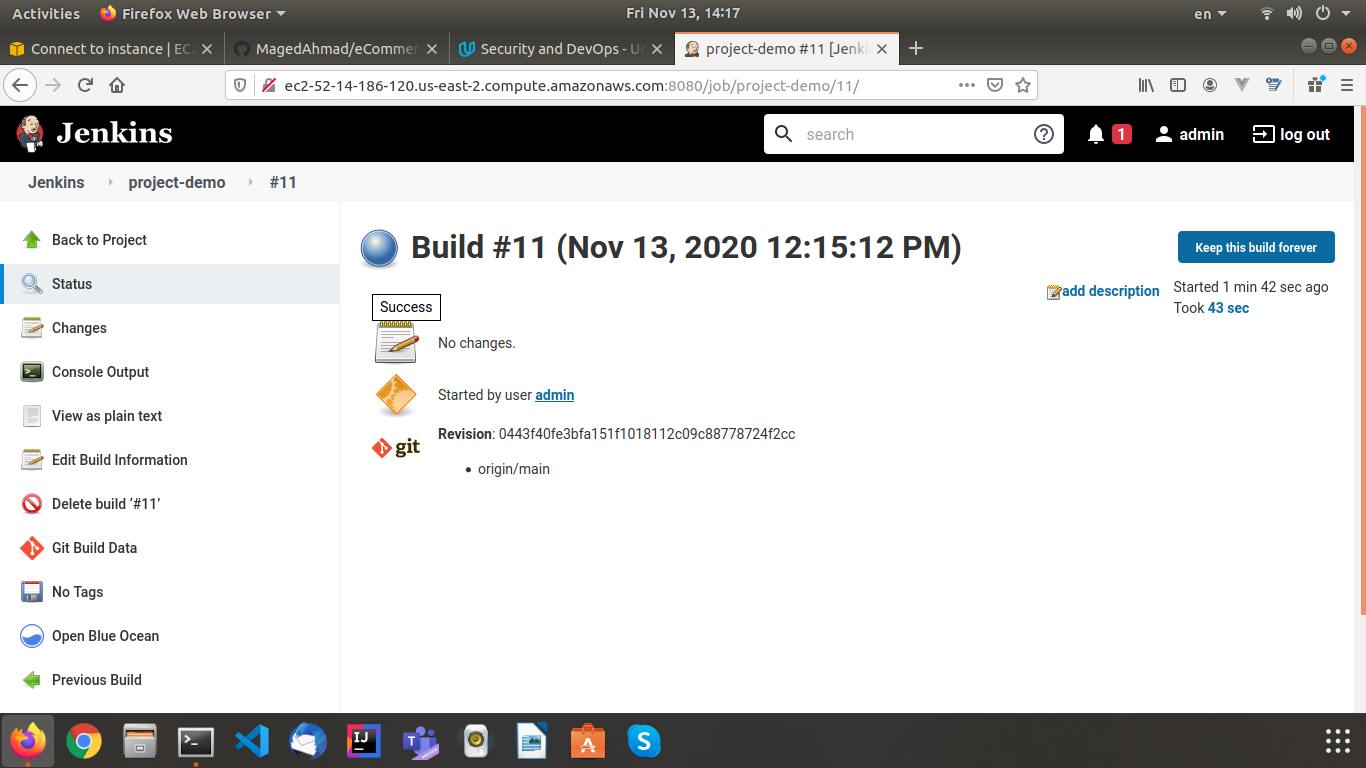 Activities Firefox Web Browser Fri Nov 13, 14:17 en
Connect to instance | EC2 MagedAhmad/eCommer Security and DevOps - Ud project-demo #11 [Jenki
ec2-52-14-186-120.us-east-2.compute.amazonaws.com:8080/job/project-demo/11/
Jenkins search 1 admin log out
Jenkins project-demo #11
Back to Project
Status
Changes
Console Output
View as plain text
Edit Build Information
Delete build ‘#11’
Git Build Data
No Tags
Open Blue Ocean
Previous Build
Build #11 (Nov 13, 2020 12:15:12 PM)
Keep this build forever
add description
Started 1 min 42 sec ago
Took 43 sec
Success
No changes.
Started by user admin
git
Revision: 0443f40fe3bfa151f1018112c09c88778724f2cc
• origin/main